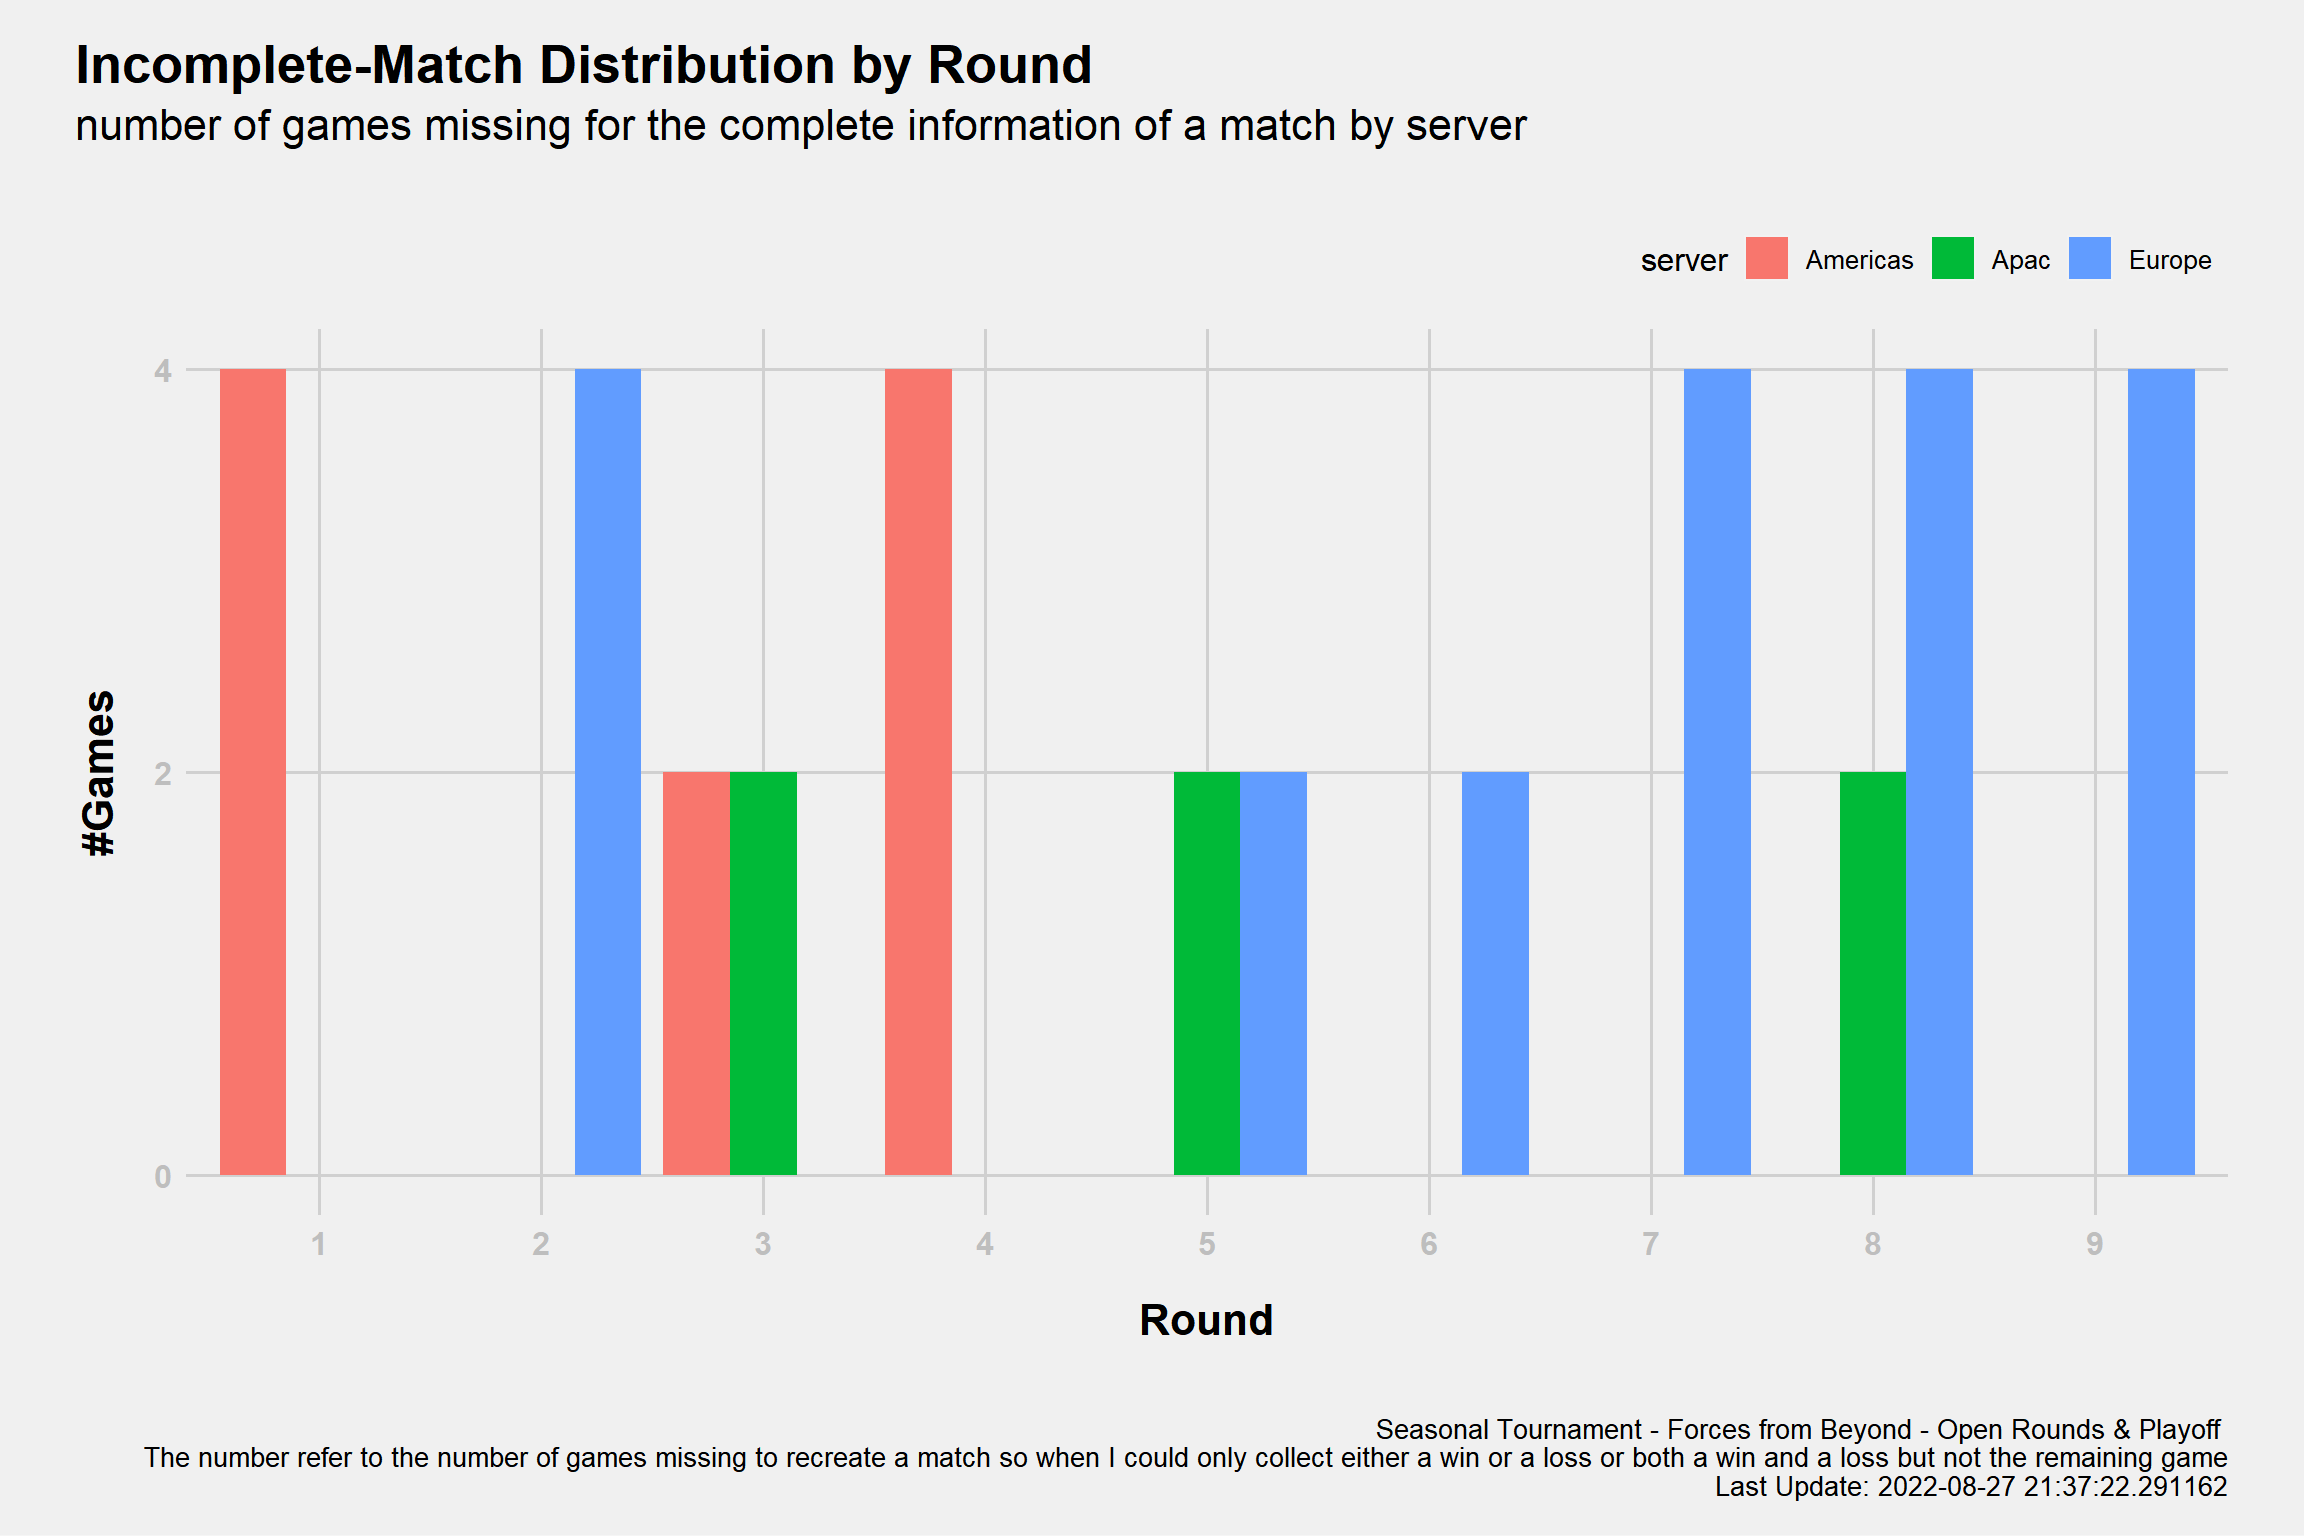 Incomplete-Match Distribution by Round
number of games missing for the complete information of a match by server
server Americas Apac Europe
4
2
0
#Games
1 2 3 4 5 6 7 8 9
Round
Seasonal Tournament - Forces from Beyond - Open Rounds & Playoff
The number refer to the number of games missing to recreate a match so when I could only collect either a win or a loss or both a win and a loss but not the remaining game
Last Update: 2022-08-27 21:37:22.291162